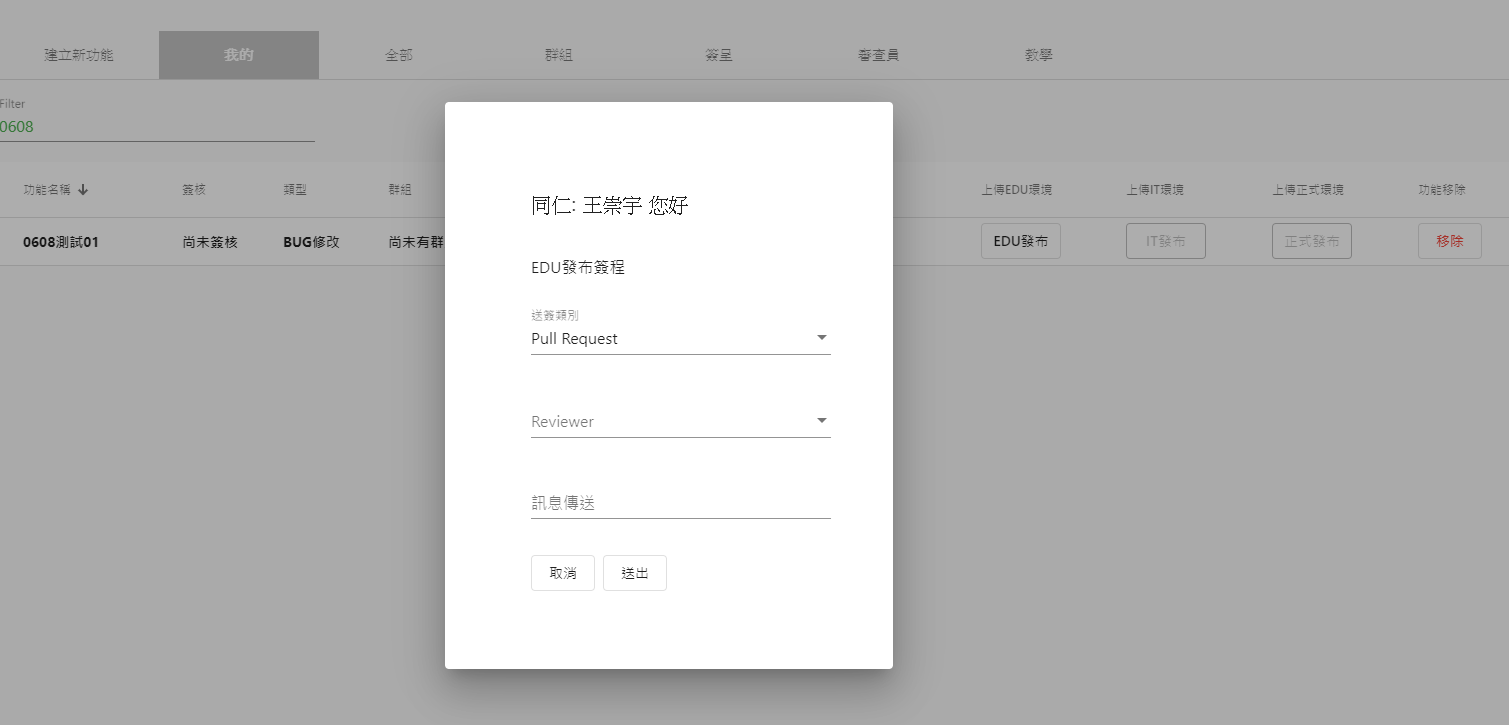 建立新功能 我的 全部 群組 簽呈 審查員 教學
Filter
0608
功能名稱 簽核 類型 群組 上傳EDU環境 上傳IT環境 上傳正式環境 功能移除
0608測試01 尚未簽核 BUG修改 尚未有群 EDU發布 IT發布 正式發布 移除
同仁: 王崇宇 您好
EDU發布簽程
送簽類別
Pull Request
Reviewer
訊息傳送
取消 送出